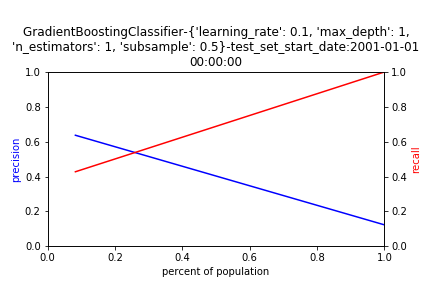 GradientBoostingClassifier-{'learning_rate': 0.1, 'max_depth': 1,
'n_estimators': 1, 'subsample': 0.5}-test_set_start_date:2001-01-01
00:00:00
1.0
0.8
0.6
0.4
0.2
0.0
precision
1.0
0.8
0.6
0.4
0.2
0.0
recall
0.0 0.2 0.4 0.6 0.8 1.0
percent of population